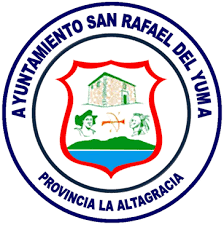 AYUNTAMIENTO SAN RAFAEL DEL YUMA
PROVINCIA LA ALTAGRACIA